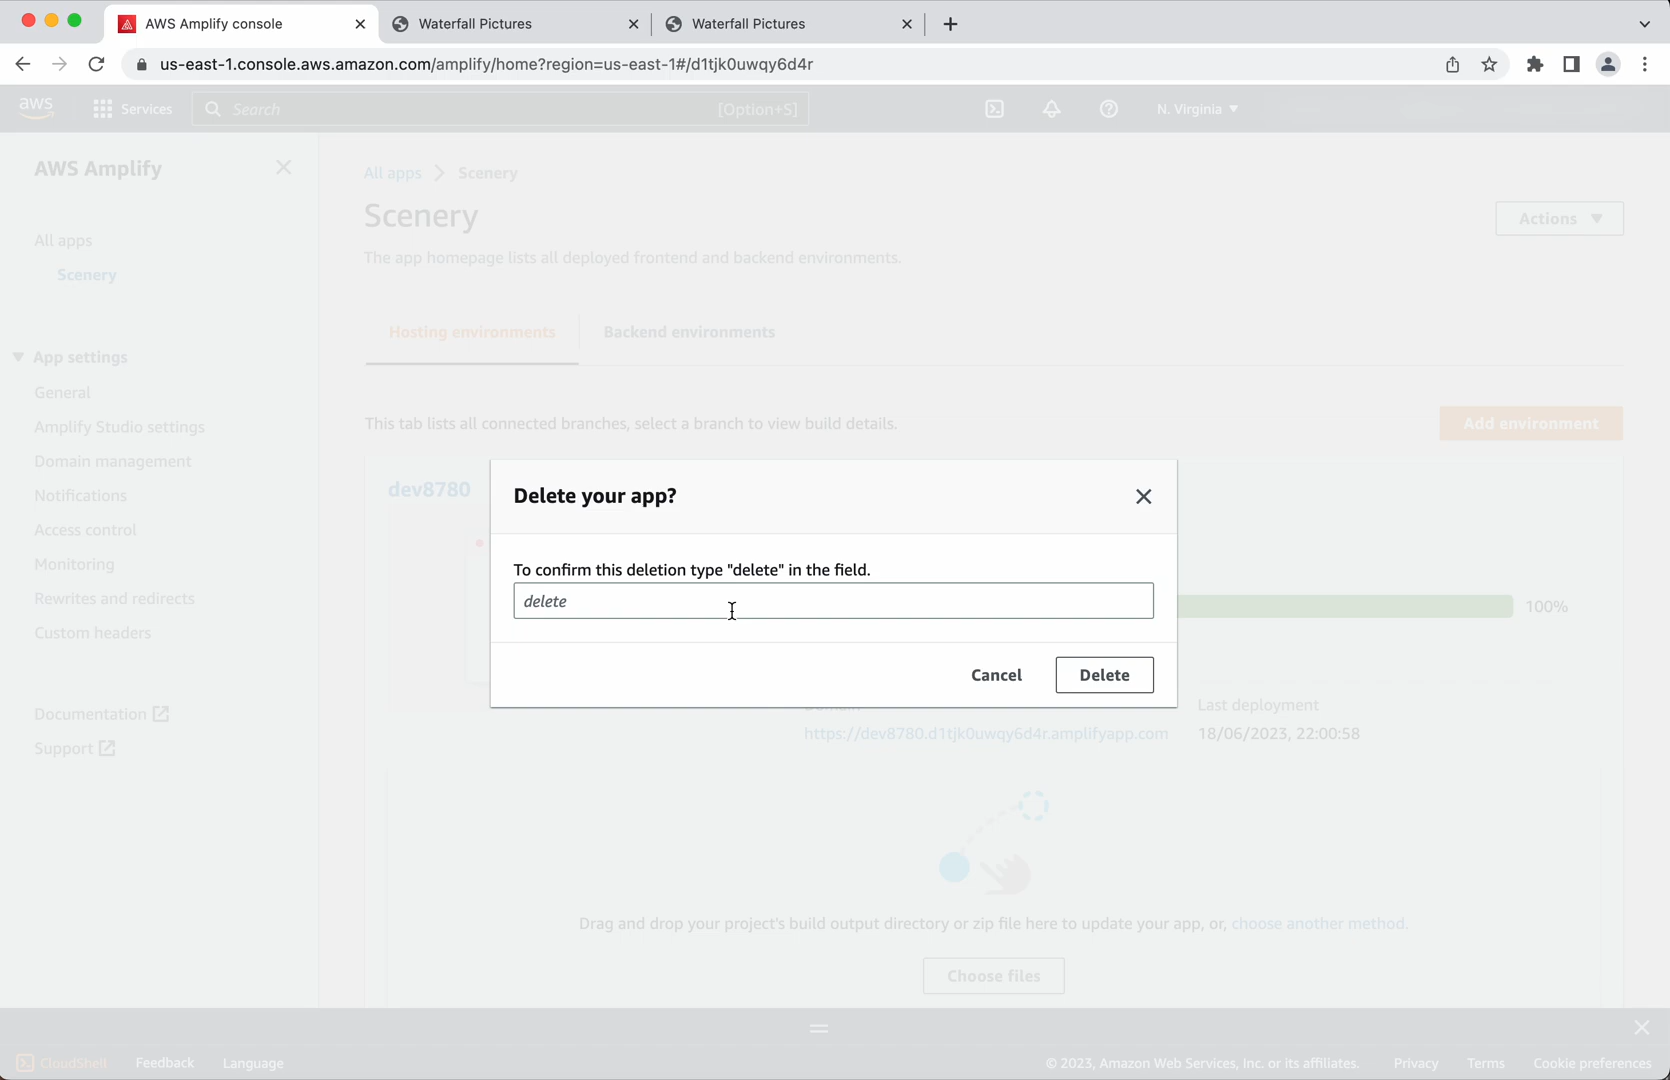 AWS Amplify console
Waterfall Pictures
Waterfall Pictures
us-east-1.console.aws.amazon.com/amplify/home?region=us-east-1#/d1tjk0uwqy6d4r
aws
Services
Search
[Option+S]
N. Virginia
AWS Amplify
All apps
Scenery
App settings
General
Amplify Studio settings
Domain management
Notifications
Access control
Monitoring
Rewrites and redirects
Custom headers
Documentation
Support
All apps
Scenery
Scenery
Actions
The app homepage lists all deployed frontend and backend environments.
Hosting environments
Backend environments
This tab lists all connected branches, select a branch to view build details.
Add environment
dev8780
Delete your app?
To confirm this deletion type "delete" in the field.
delete
Cancel
Delete
100%
Domain
https://dev8780.d1tjk0uwqy6d4r.amplifyapp.com
Last deployment
18/06/2023, 22:00:58
Drag and drop your project's build output directory or zip file here to update your app, or, choose another method.
Choose files
CloudShell
Feedback
Language
© 2023, Amazon Web Services, Inc. or its affiliates.
Privacy
Terms
Cookie preferences